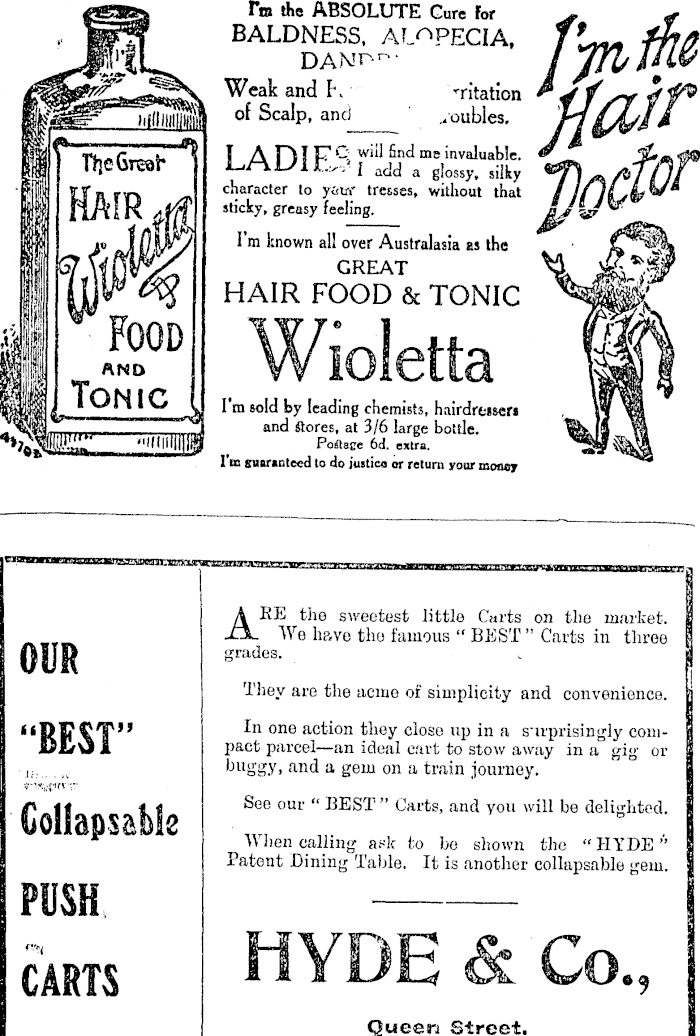 The Great
HAIR
Wioletta
FOOD
AND
TONIC
I'm the ABSOLUTE Cure for
BALDNESS, ALOPECIA,
Weak and
of Scalp, and
LADIES will find me invaluable.
I add a glossy, silky
character to your tresses, without that
sticky, greasy feeling.
I'm known all over Australasia as the
GREAT
HAIR FOOD & TONIC
Wioletta
I'm sold by leading chemists, hairdressers
and stores, at 3/6 large bottle.
Postage 6d. extra.
I'm guaranteed to do justice or return your money
I'm the
Hair
Doctor
OUR
"BEST"
Collapsable
PUSH
CARTS
ARE the sweetest little Carts on the market.
We have the famous "BEST" Carts in three
grades.
They are the acme of simplicity and convenience.
In one action they close up in a surprisingly com-
pact parcel—an ideal cart to stow away in a gig or
buggy, and a gem on a train journey.
See our "BEST" Carts, and you will be delighted.
When calling ask to be shown the "HYDE"
Patent Dining Table. It is another collapsable gem.
HYDE & Co.,
Queen Street.